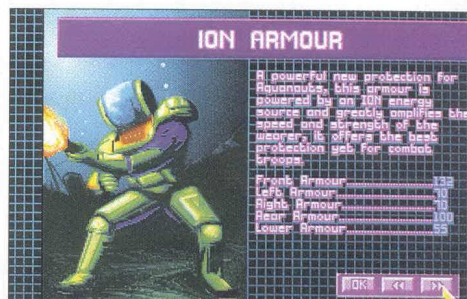 ION ARMOUR
A powerful new protection for
Aquanauts, this armour is
powered by an ION energy
source and greatly amplifies the
speed and strength of the
wearer, it offers the best
protection yet for combat
troops.
Front Armour 132
Left Armour 70
Right Armour 70
Rear Armour 100
Lower Armour 55
OK << >>